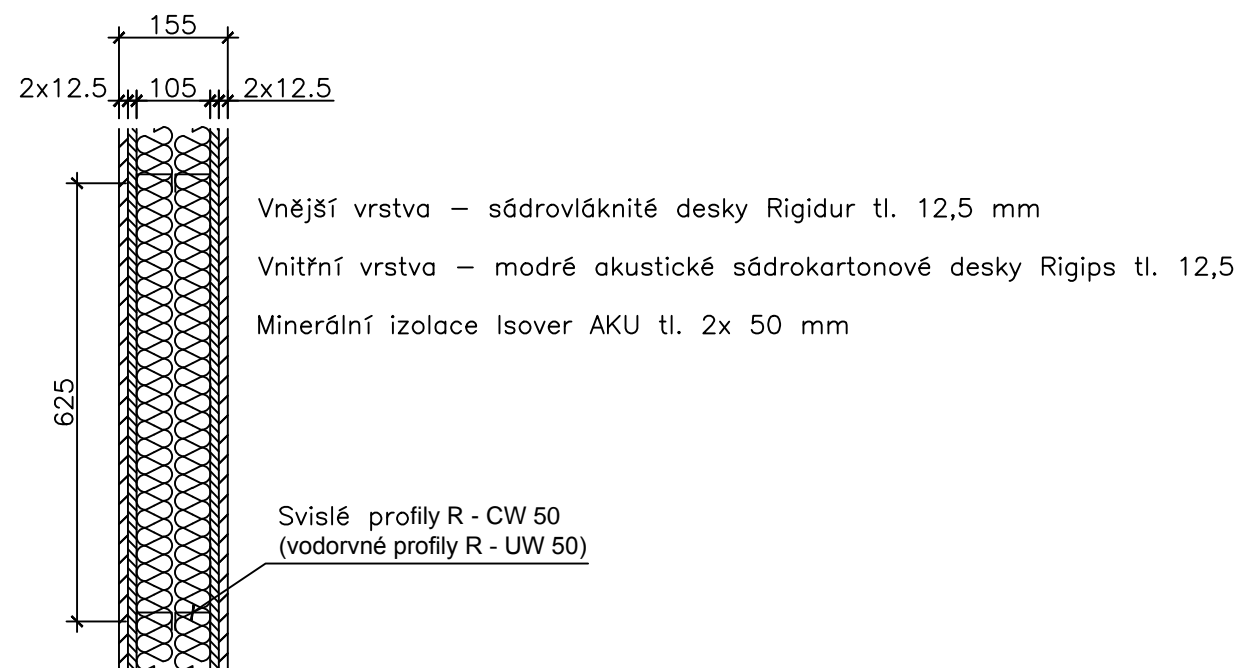 155
2x12.5 105 2x12.5
Vnější vrstva – sádrovláknité desky Rigidur tl. 12,5 mm
Vnitřní vrstva – modré akustické sádrokartonové desky Rigips tl. 12,5
Minerální izolace Isover AKU tl. 2x 50 mm
625
Svislé profily R - CW 50
(vodorvné profily R - UW 50)